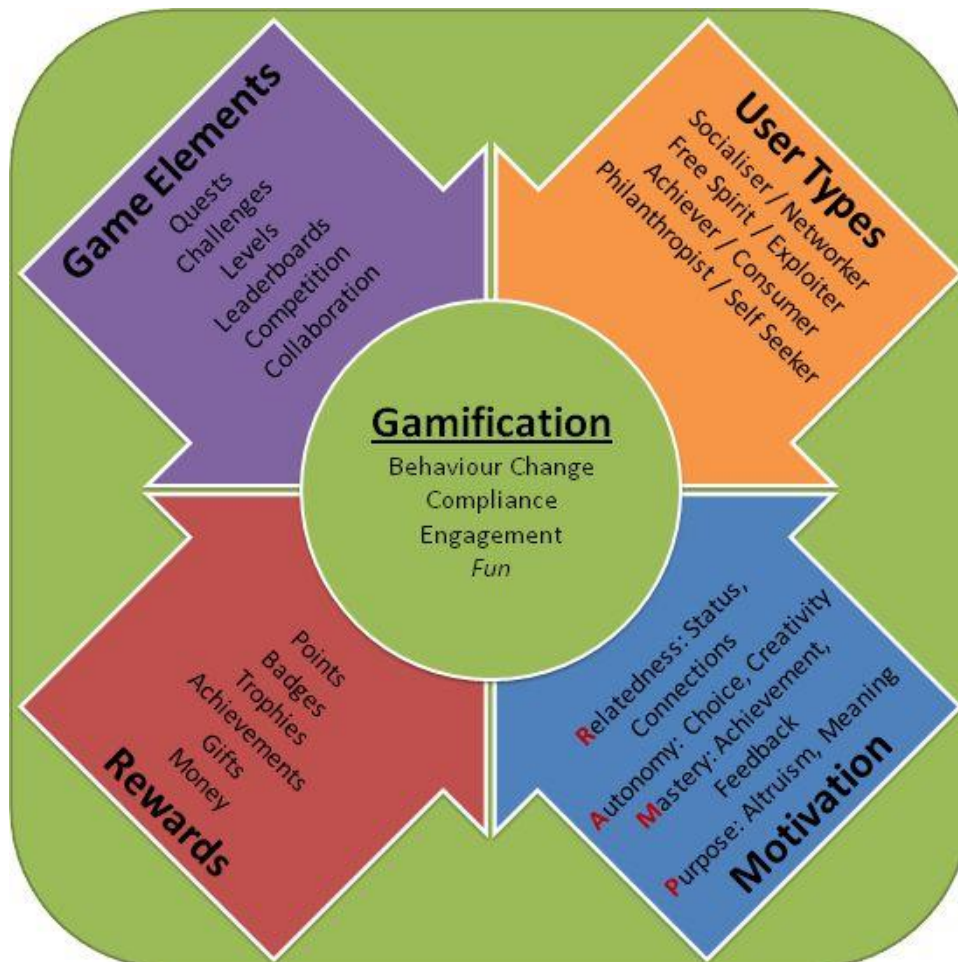 Game Elements
Quests
Challenges
Levels
Leaderboards
Competition
Collaboration
User Types
Socialiser / Networker
Free Spirit / Exploiter
Achiever / Consumer
Philanthropist / Self Seeker
Gamification
Behaviour Change
Compliance
Engagement
Fun
Points
Badges
Trophies
Achievements
Gifts
Money
Rewards
Relatedness: Status,
Connections
Autonomy: Choice, Creativity
Mastery: Achievement,
Feedback
Purpose: Altruism, Meaning
Motivation